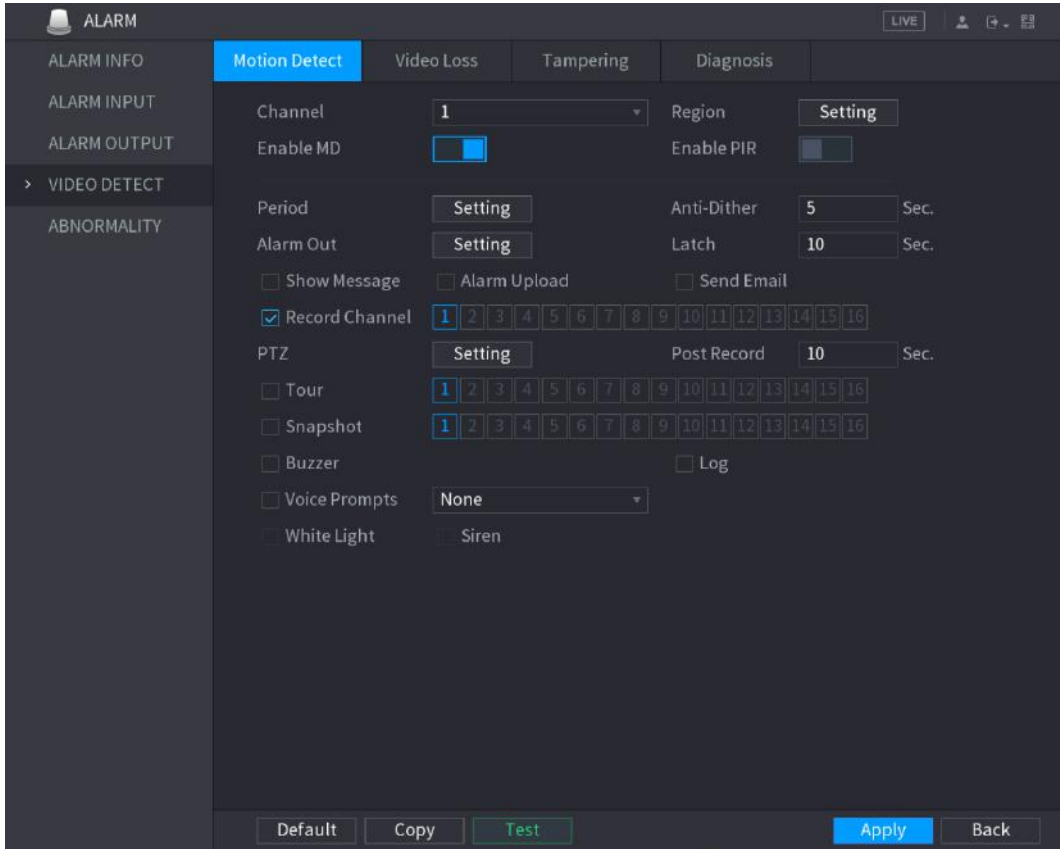 ALARM LIVE
ALARM INFO
ALARM INPUT
ALARM OUTPUT
> VIDEO DETECT
ABNORMALITY
Motion Detect Video Loss Tampering Diagnosis
Channel 1 Region Setting
Enable MD Enable PIR
Period Setting Anti-Dither 5 Sec.
Alarm Out Setting Latch 10 Sec.
Show Message Alarm Upload Send Email
Record Channel 1 2 3 4 5 6 7 8 9 10 11 12 13 14 15 16
PTZ Setting Post Record 10 Sec.
Tour 1 2 3 4 5 6 7 8 9 10 11 12 13 14 15 16
Snapshot 1 2 3 4 5 6 7 8 9 10 11 12 13 14 15 16
Buzzer Log
Voice Prompts None
White Light Siren
Default Copy Test Apply Back